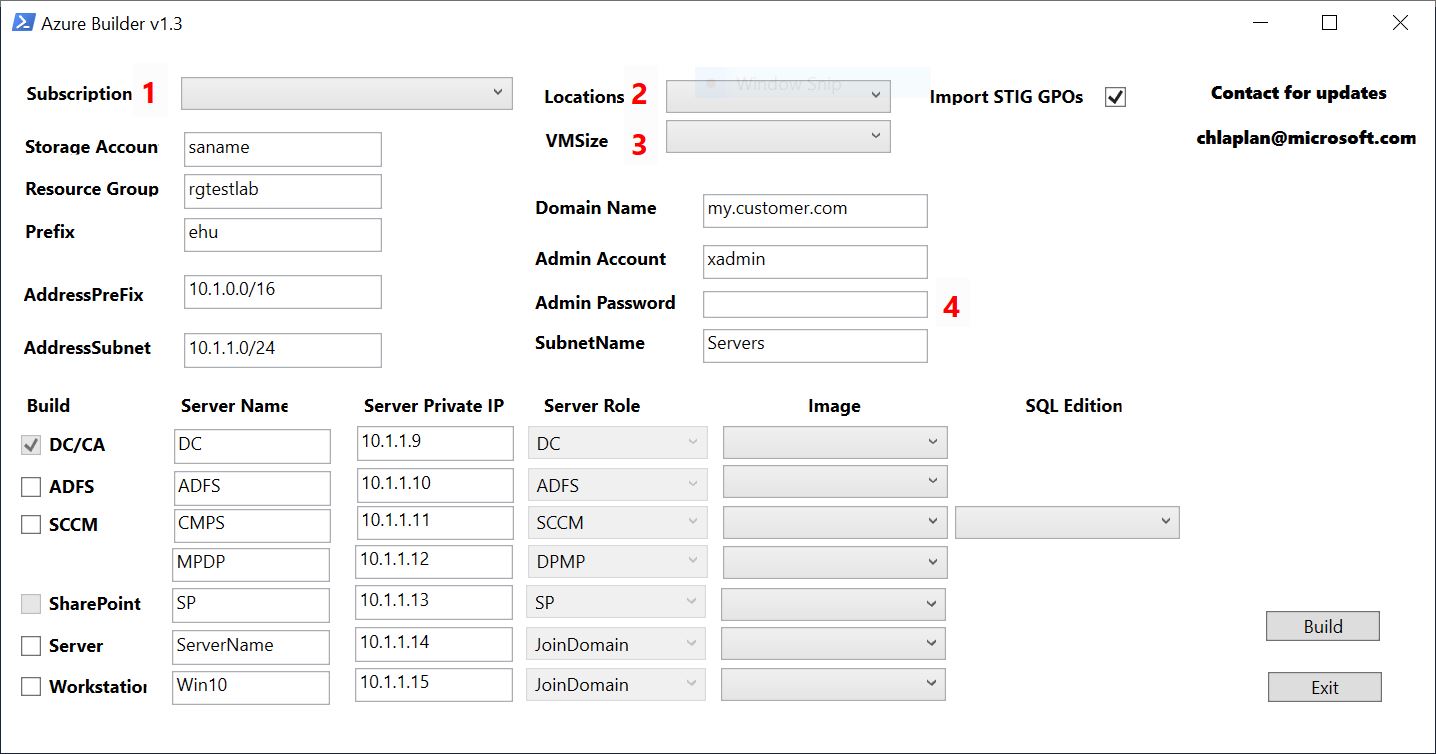 Azure Builder v1.3
Subscription 1
Locations 2
Window Snip
Import STIG GPOs
Contact for updates
VMSize 3
chlaplan@microsoft.com
Storage Accoun saname
Resource Group rgtestlab
Prefix ehu
AddressPreFix 10.1.0.0/16
AddressSubnet 10.1.1.0/24
Domain Name my.customer.com
Admin Account xadmin
Admin Password 4
SubnetName Servers
Build Server Name Server Private IP Server Role Image SQL Edition
DC/CA DC 10.1.1.9 DC
ADFS ADFS 10.1.1.10 ADFS
SCCM CMPS 10.1.1.11 SCCM
MPDP 10.1.1.12 DPMP
SharePoint SP 10.1.1.13 SP
Server ServerName 10.1.1.14 JoinDomain
Workstation Win10 10.1.1.15 JoinDomain
Build
Exit